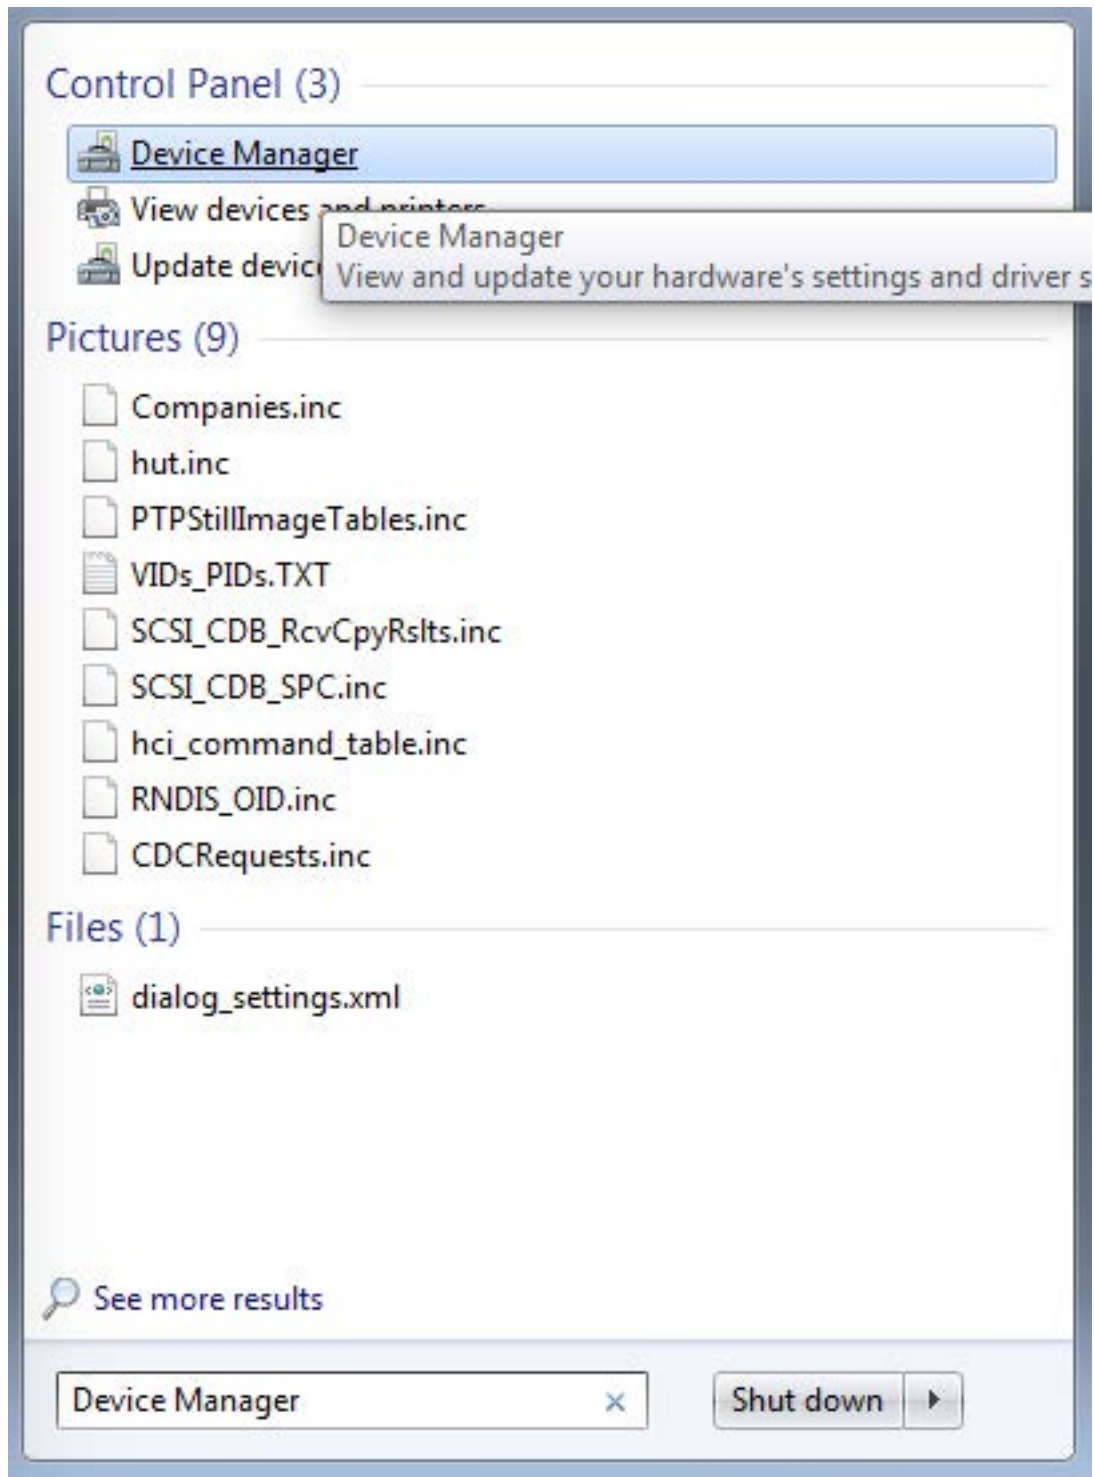 Control Panel (3)
Device Manager
View devices and printers
Device Manager
Update devic
View and update your hardware's settings and driver s
Pictures (9)
Companies.inc
hut.inc
PTPStillImageTables.inc
VIDs_PIDs.TXT
SCSI_CDB_RcvCpyRslts.inc
SCSI_CDB_SPC.inc
hci_command_table.inc
RNDIS_OID.inc
CDCRequests.inc
Files (1)
dialog_settings.xml
See more results
Device Manager
Shut down